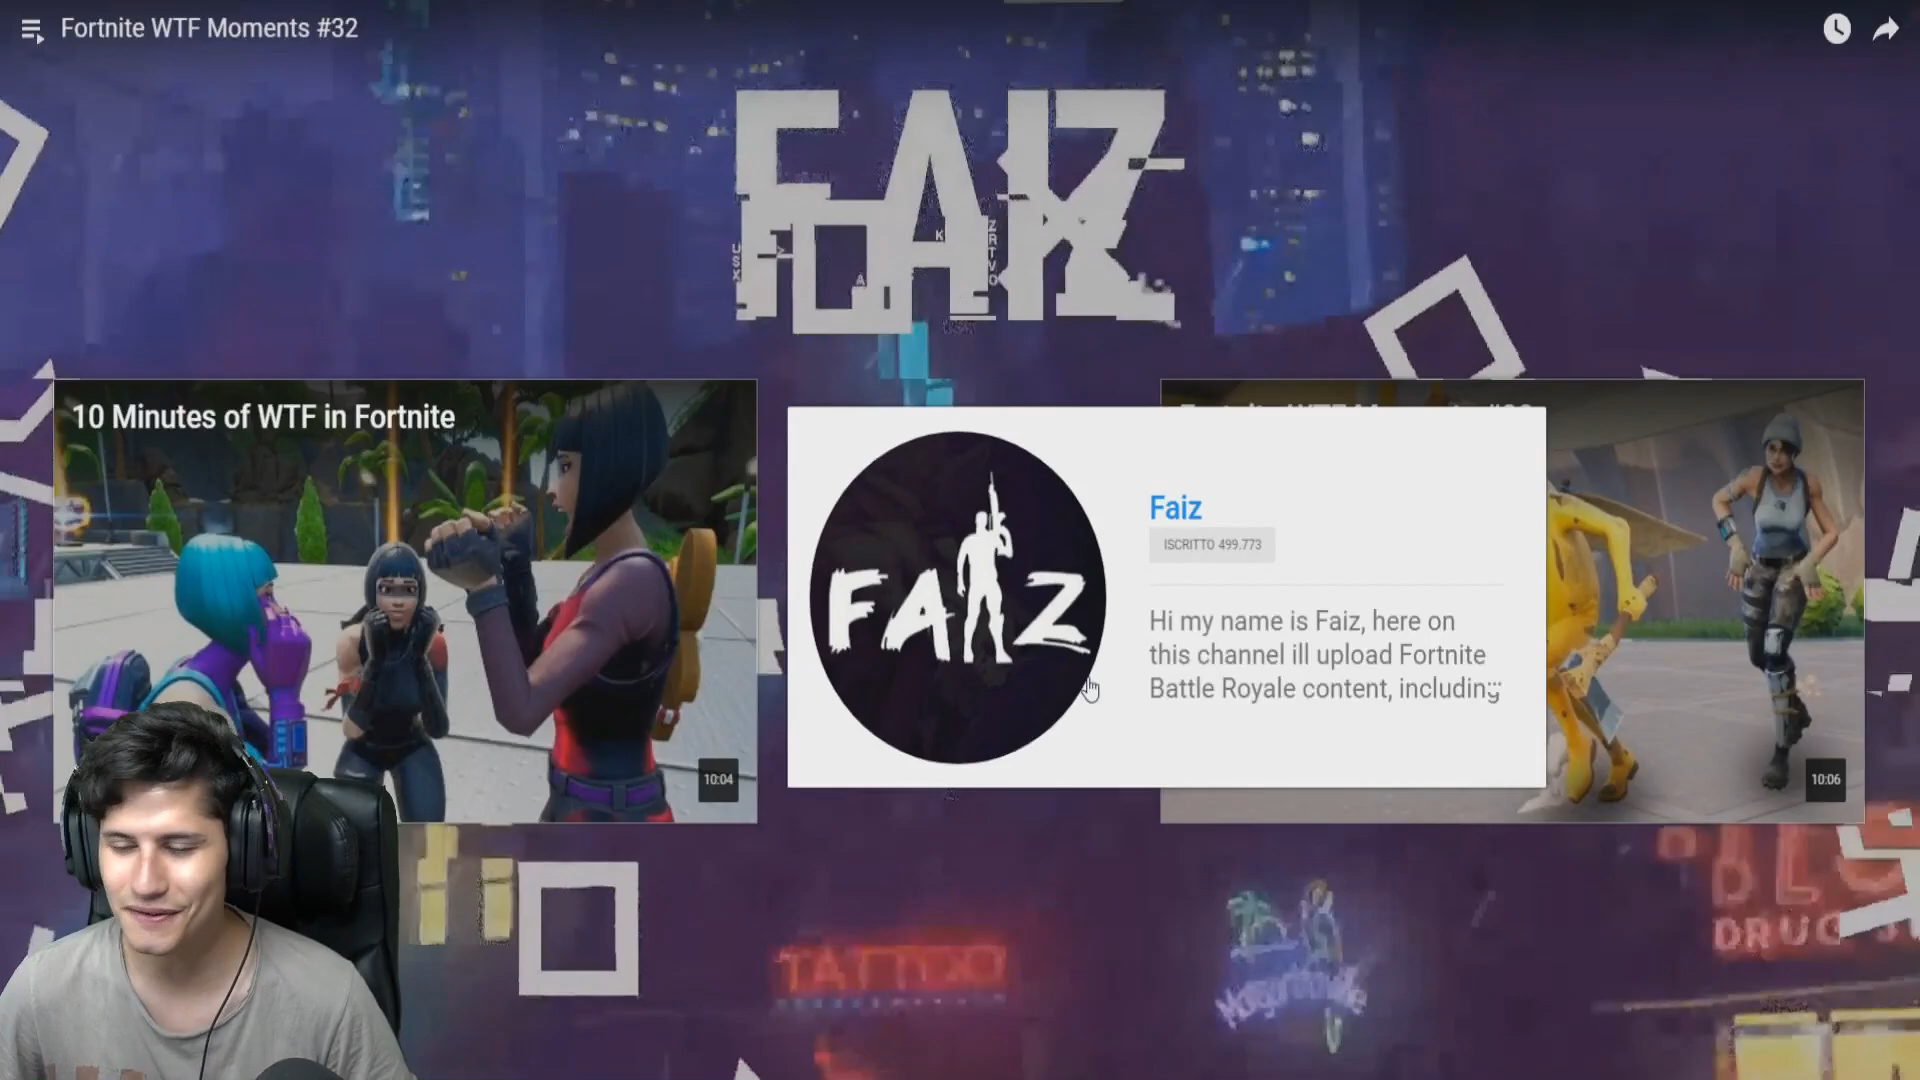 Fortnite WTF Moments #32
FAIZ
10 Minutes of WTF in Fortnite
FAIZ
Faiz
ISCRITTO 499.773
Hi my name is Faiz, here on
this channel ill upload Fortnite
Battle Royale content, including...
10:04
10:06
TATTOO
DRUG